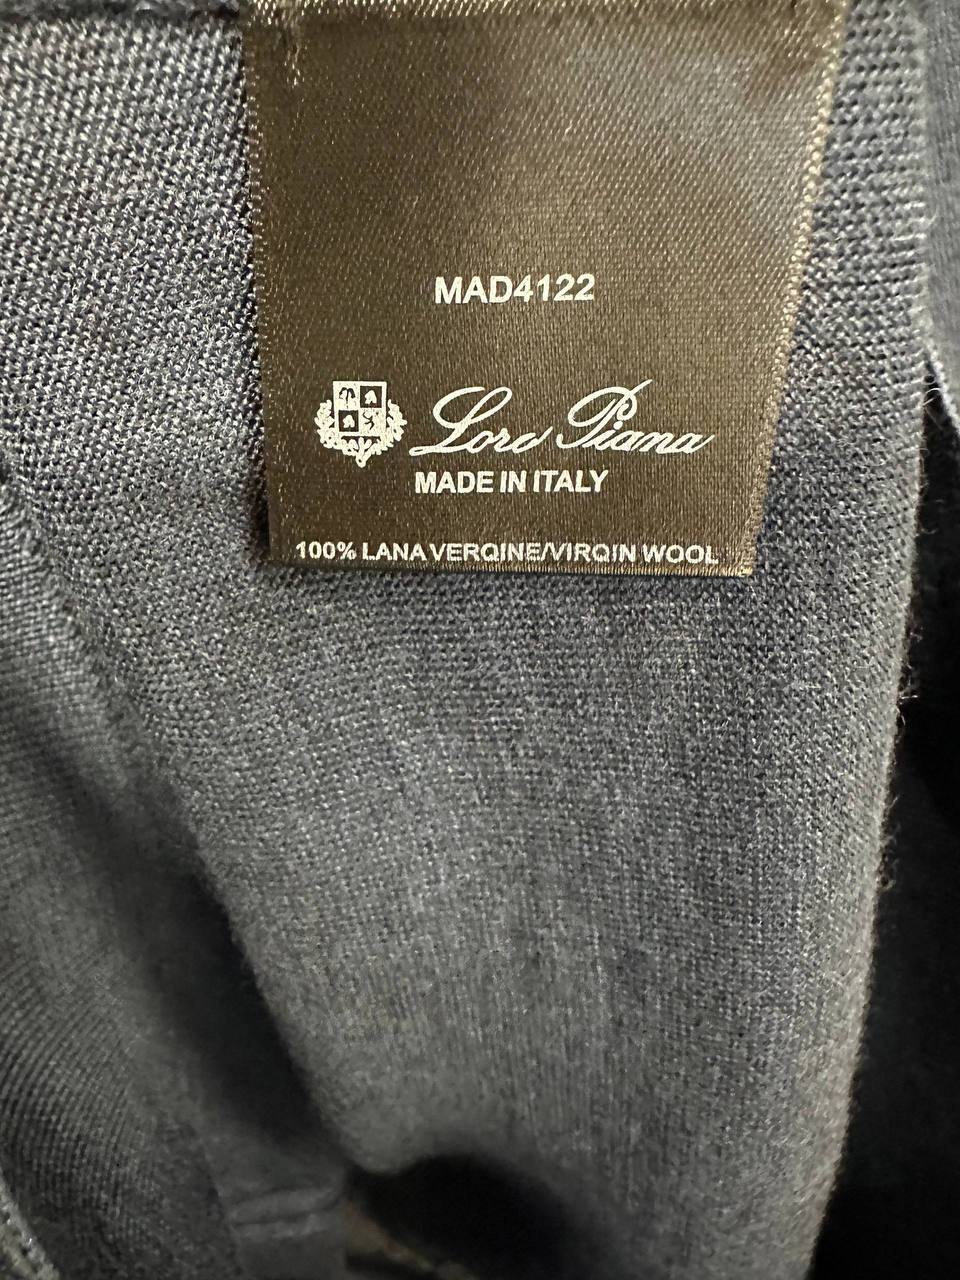 MAD4122
Loro Piana
MADE IN ITALY
100% LANA VERQINE/VIRQIN WOOL